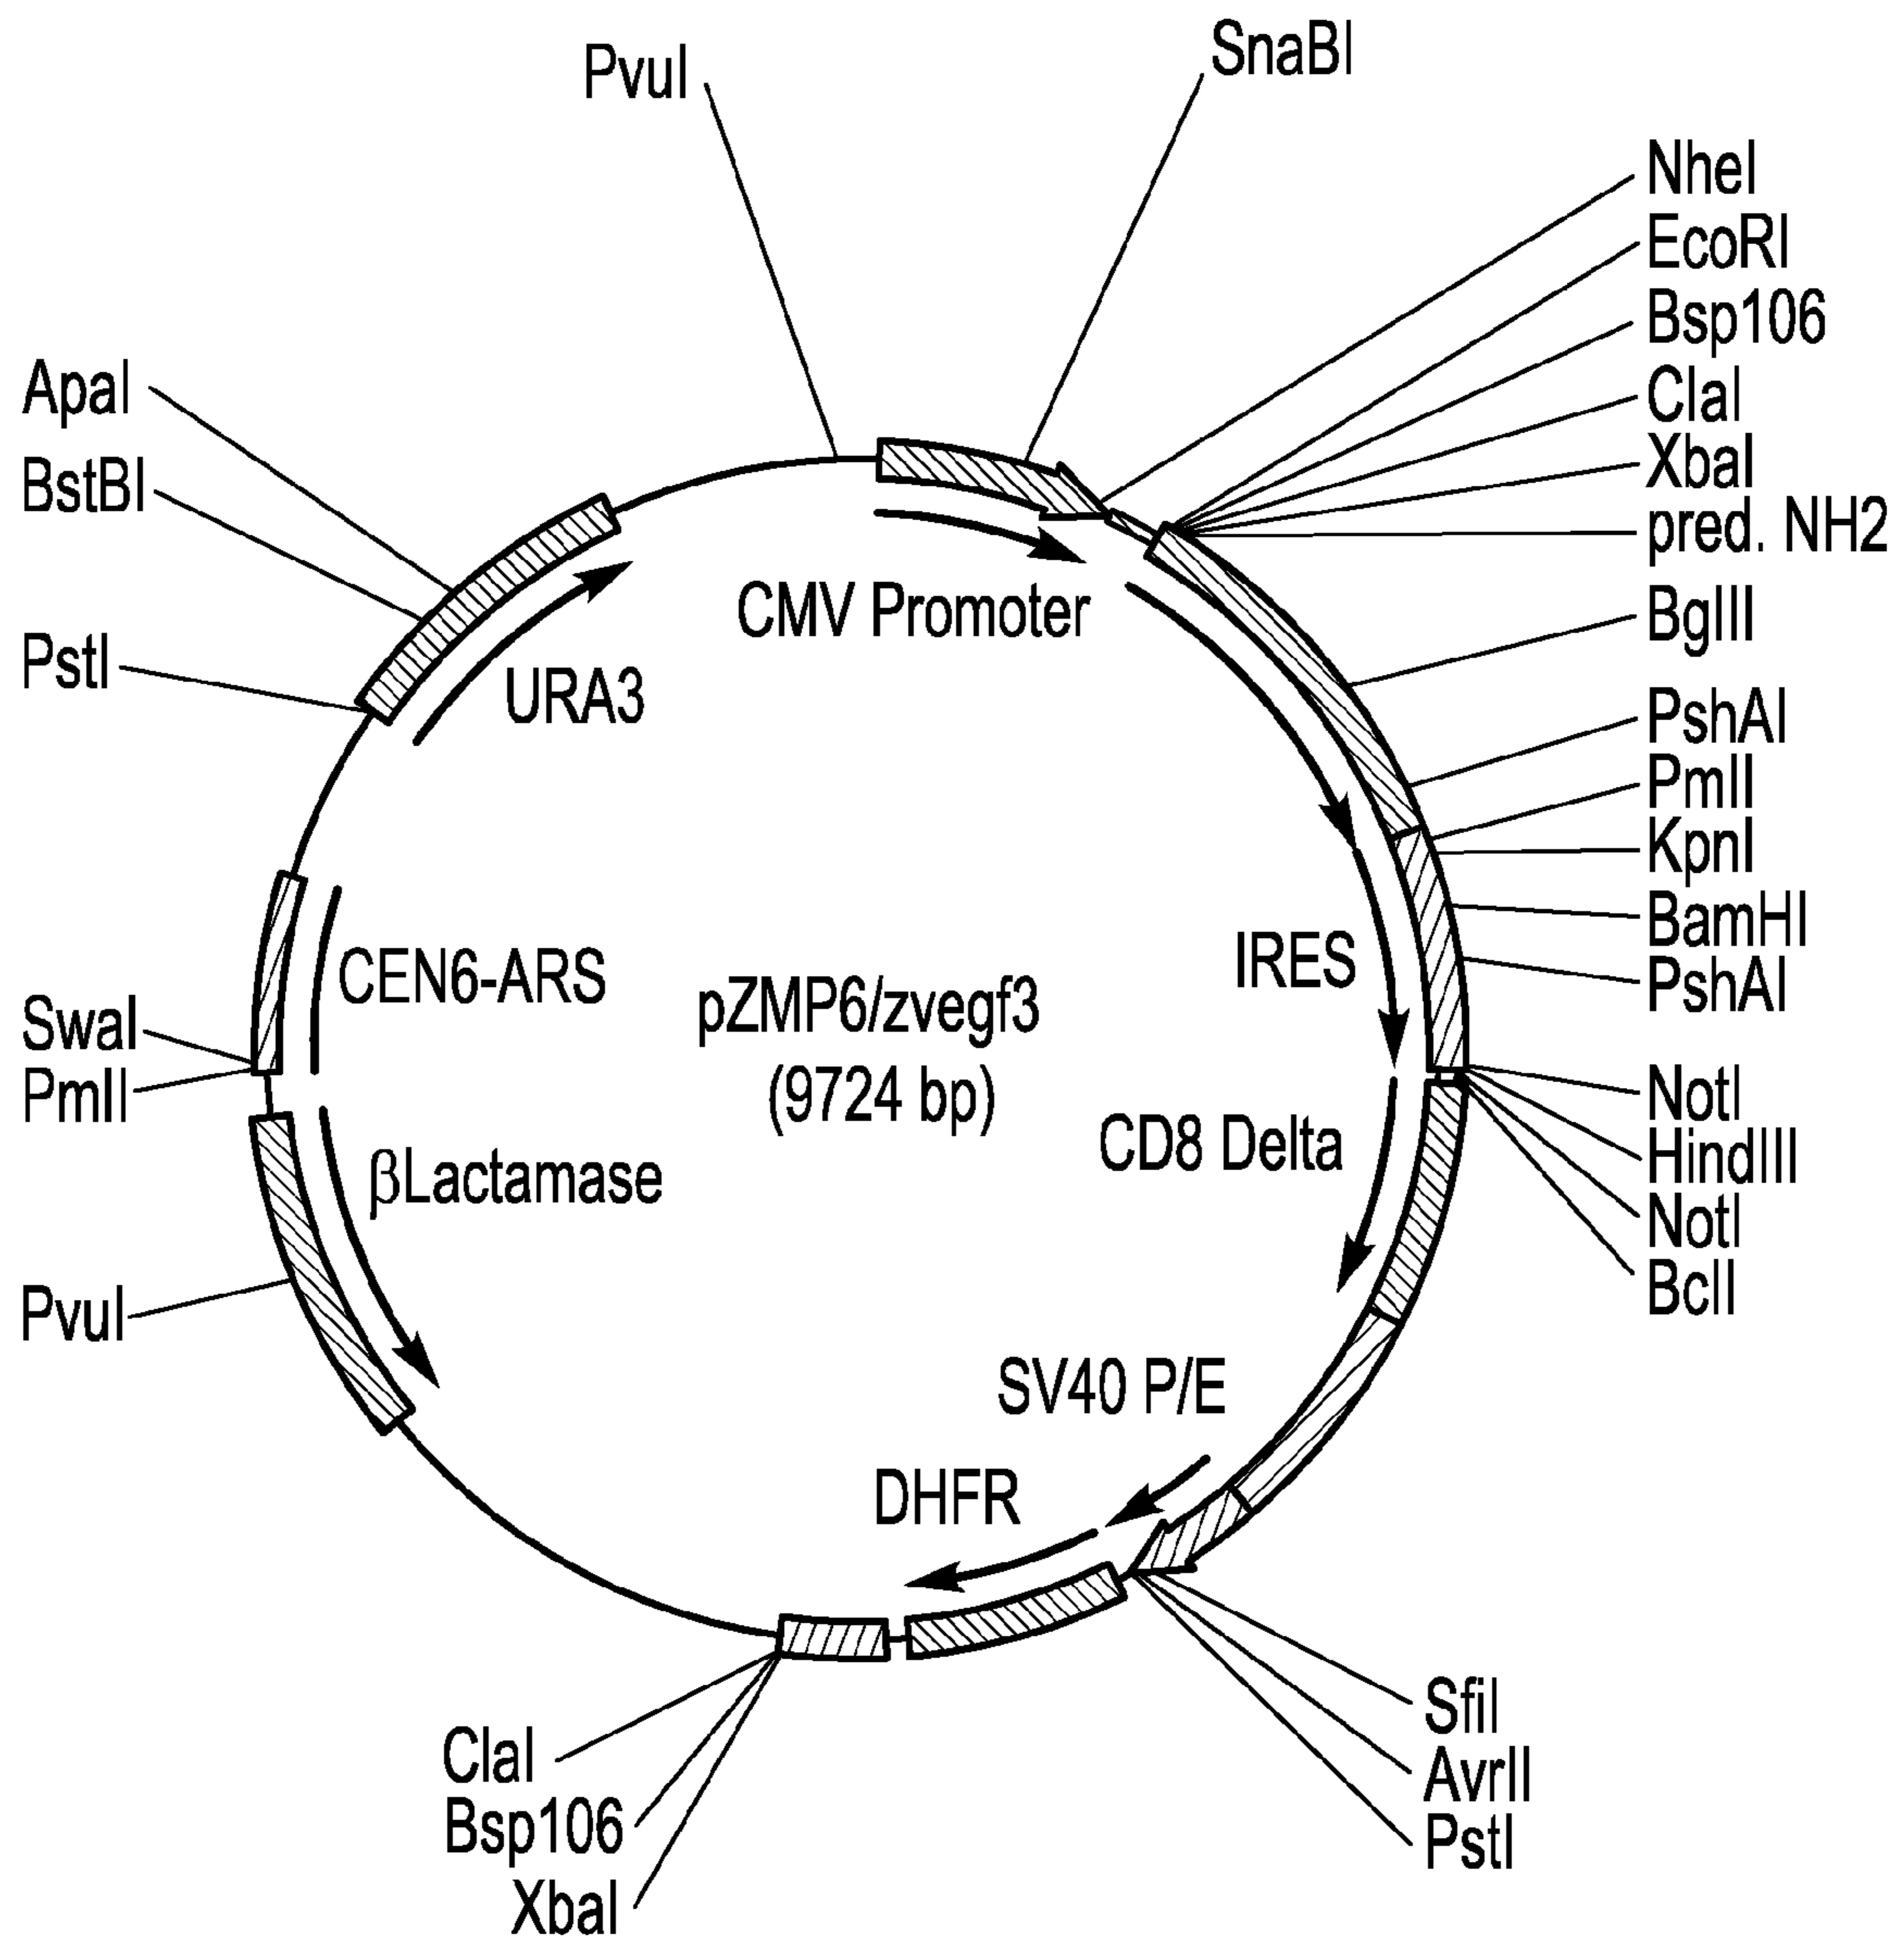 PvuI
SnaBI
NheI
EcoRI
Bsp106
ClaI
XbaI
pred. NH2
BglII
PshAI
PmlI
KpnI
BamHI
PshAI
NotI
HindIII
NotI
BclI
SfiI
AvrII
PstI
ClaI
Bsp106
XbaI
PvuI
PmlI
SwaI
PstI
BstBI
ApaI
CMV Promoter
URA3
IRES
CEN6-ARS
pZMP6/zvegf3
(9724 bp)
CD8 Delta
βLactamase
SV40 P/E
DHFR